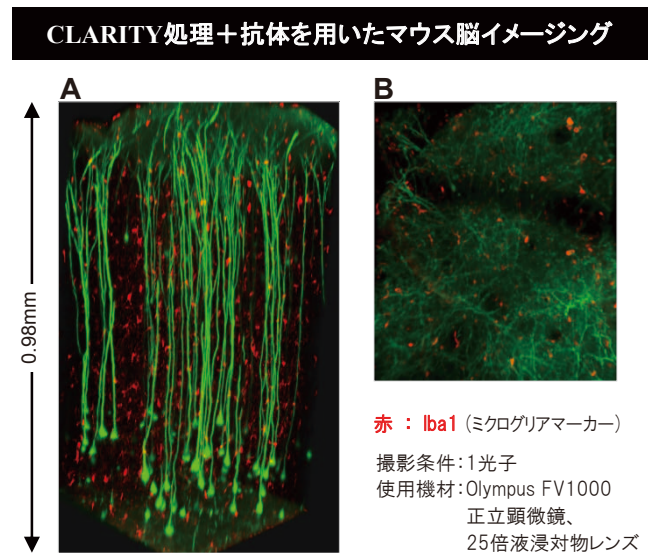 CLARITY処理＋抗体を用いたマウス脳イメージング
A
B
0.98mm
赤 : Iba1 (ミクログリアマーカー)
撮影条件:1光子
使用機材:Olympus FV1000
正立顕微鏡、
25倍液浸対物レンズ